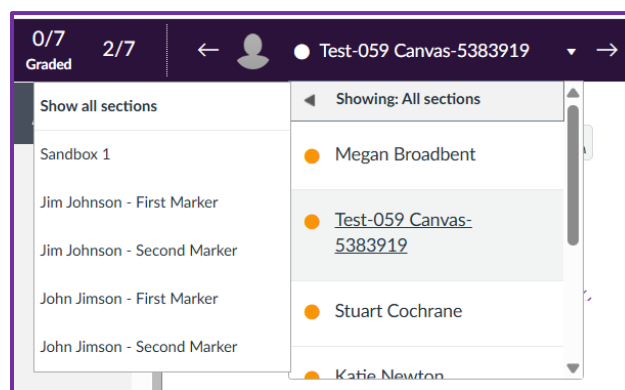 0/7
Graded
2/7
Test-059 Canvas-5383919
Show all sections
Sandbox 1
Jim Johnson - First Marker
Jim Johnson - Second Marker
John Jimson - First Marker
John Jimson - Second Marker
Showing: All sections
Megan Broadbent
Test-059 Canvas-
5383919
Stuart Cochrane
Katie Newton